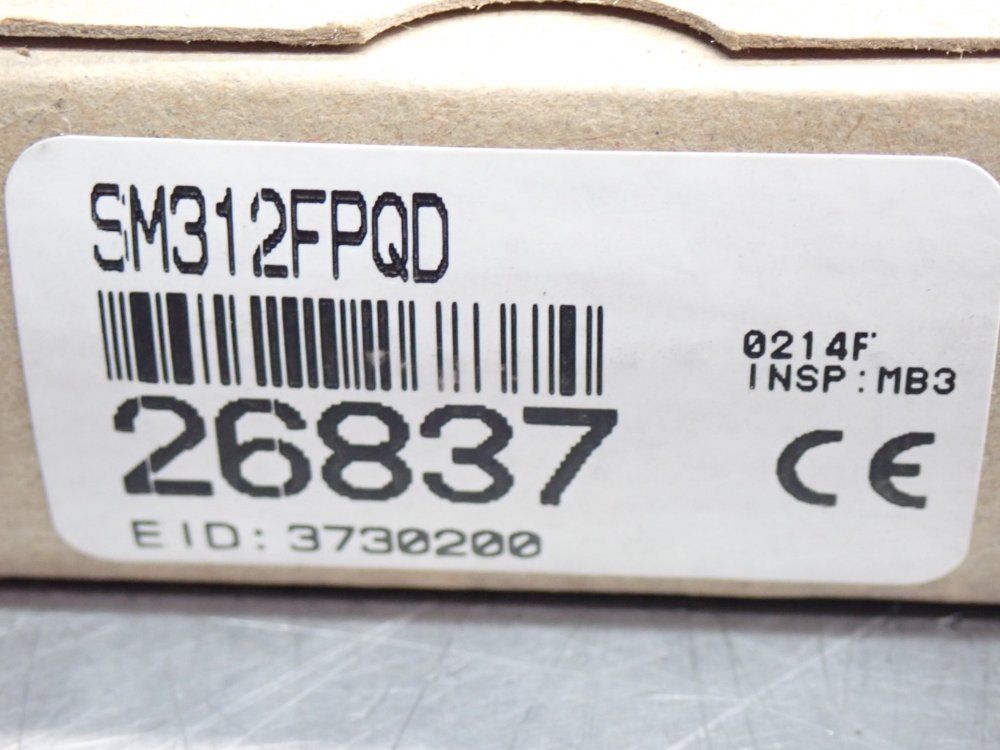 SM312FPQD
26837
EID: 3730200
0214F
INSP:MB3
CE